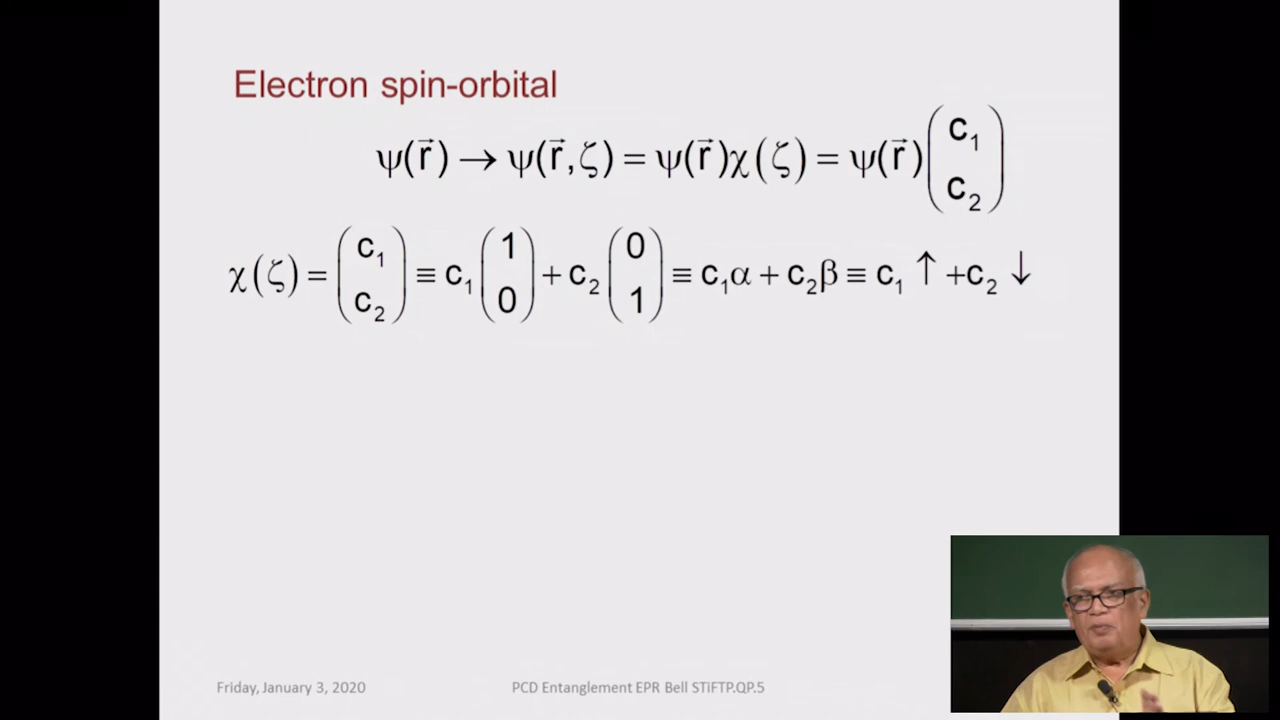 Electron spin-orbital
ψ(r⃗) → ψ(r⃗,ζ) = ψ(r⃗)χ(ζ) = ψ(r⃗)(c₁ c₂)
χ(ζ) = (c₁ c₂) ≡ c₁(1 0) + c₂(0 1) ≡ c₁α + c₂β ≡ c₁ ↑ +c₂ ↓
Friday, January 3, 2020
PCD Entanglement EPR Bell STiFTP.QP.5